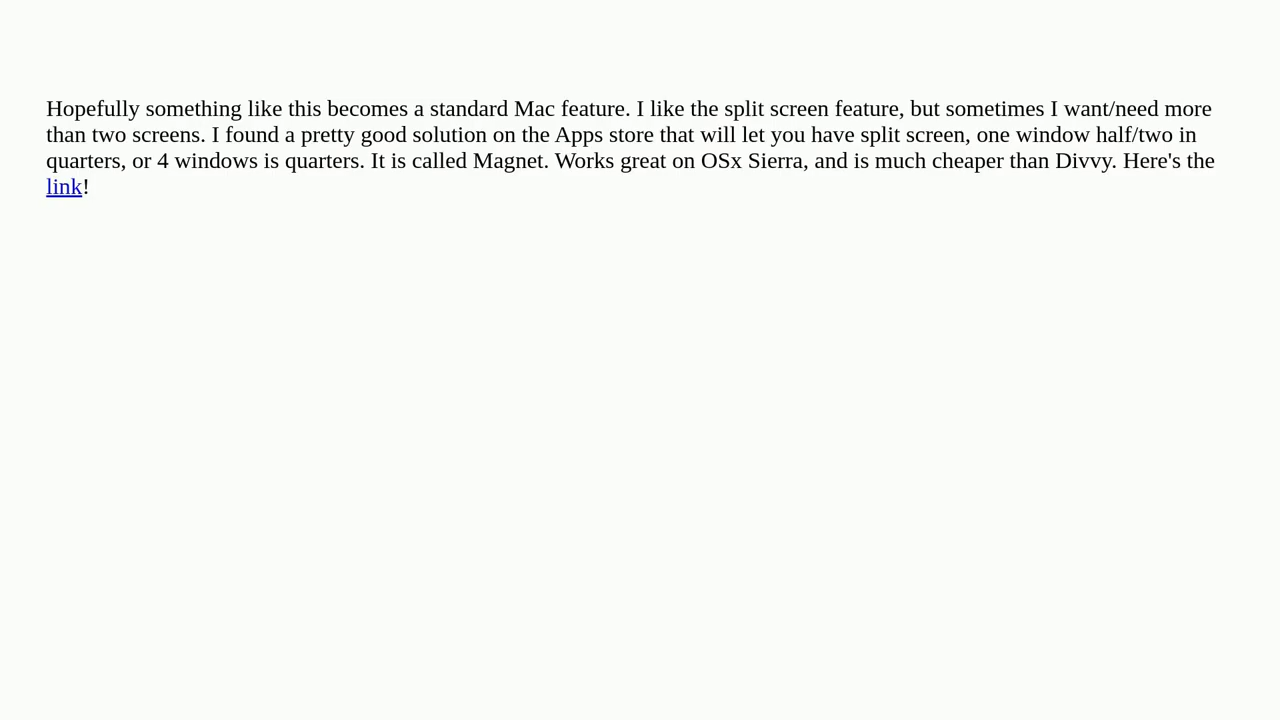 Hopefully something like this becomes a standard Mac feature. I like the split screen feature, but sometimes I want/need more
than two screens. I found a pretty good solution on the Apps store that will let you have split screen, one window half/two in
quarters, or 4 windows is quarters. It is called Magnet. Works great on OSx Sierra, and is much cheaper than Divvy. Here's the
link!